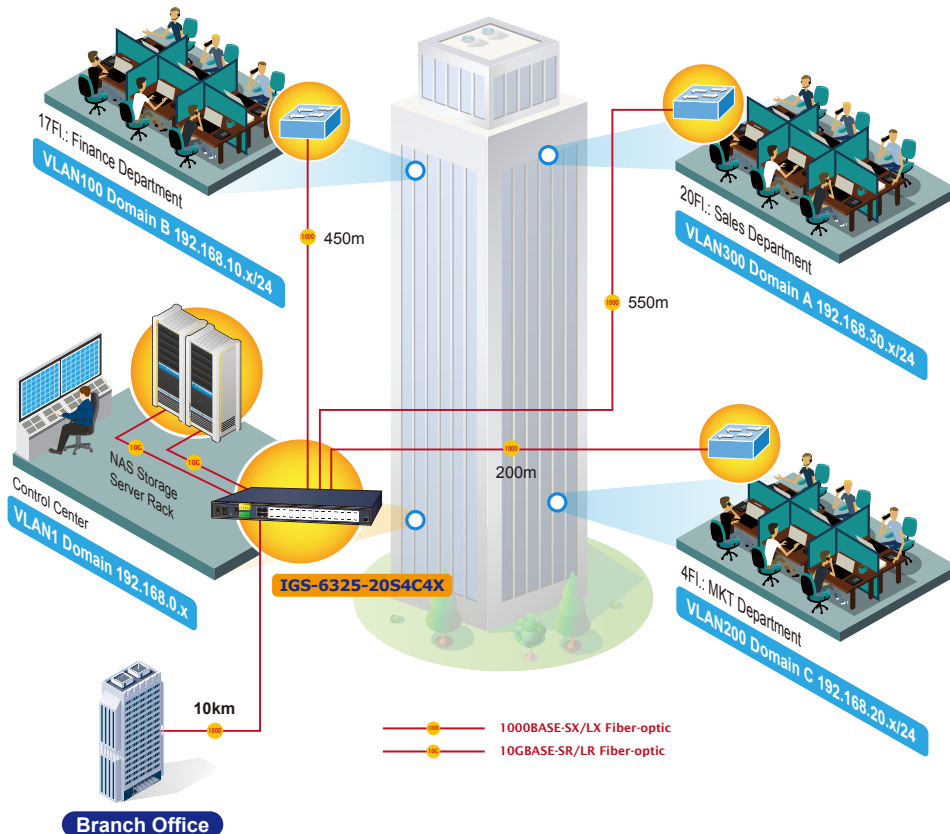 17Fl.: Finance Department
VLAN100 Domain B 192.168.10.x/24
1000
450m
20Fl.: Sales Department
VLAN300 Domain A 192.168.30.x/24
1000
550m
10G
10G
NAS Storage
Server Rack
Control Center
VLAN1 Domain 192.168.0.x
IGS-6325-20S4C4X
1000
200m
4Fl.: MKT Department
VLAN200 Domain C 192.168.20.x/24
10km
1000
Branch Office
1000
1000BASE-SX/LX Fiber-optic
10G
10GBASE-SR/LR Fiber-optic